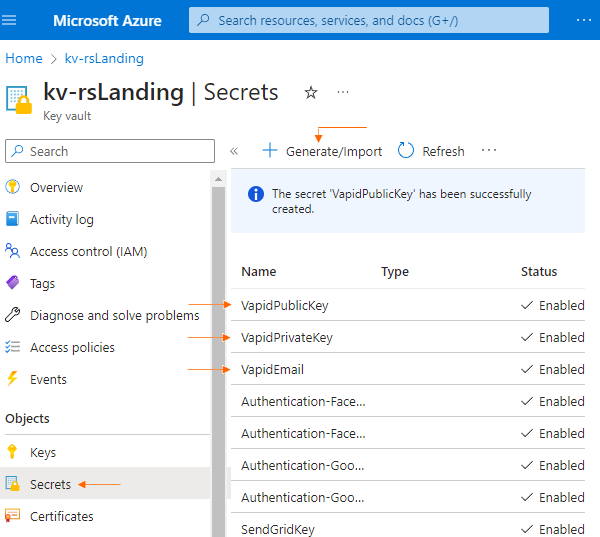 Microsoft Azure
Search resources, services, and docs (G+/)
...
Home > kv-rsLanding
kv-rsLanding | Secrets
...
Key vault
Search
«
Generate/Import
Refresh
...
Overview
Activity log
Access control (IAM)
Tags
Diagnose and solve problems
Access policies
Events
Objects
Keys
Secrets
Certificates
The secret 'VapidPublicKey' has been successfully
created.
Name Type Status
VapidPublicKey Enabled
VapidPrivateKey Enabled
VapidEmail Enabled
Authentication-Face... Enabled
Authentication-Face... Enabled
Authentication-Goo... Enabled
Authentication-Goo... Enabled
SendGridKey Enabled